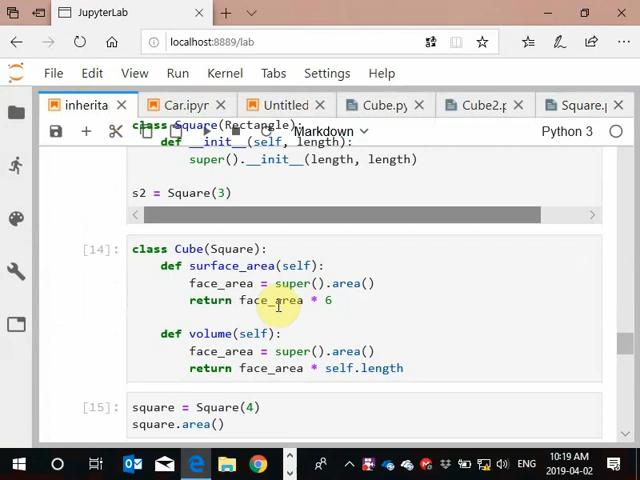 JupyterLab
localhost:8889/lab
File Edit View Run Kernel Tabs Settings Help
inherita Car.ipyn Untitled Cube.py Cube2.p Square.p
Markdown Python 3
class Square(Rectangle):
def __init__(self, length):
super().__init__(length, length)
s2 = Square(3)
[14]: class Cube(Square):
def surface_area(self):
face_area = super().area()
return face_area * 6
def volume(self):
face_area = super().area()
return face_area * self.length
[15]: square = Square(4)
square.area()
ENG
10:19 AM
2019-04-02